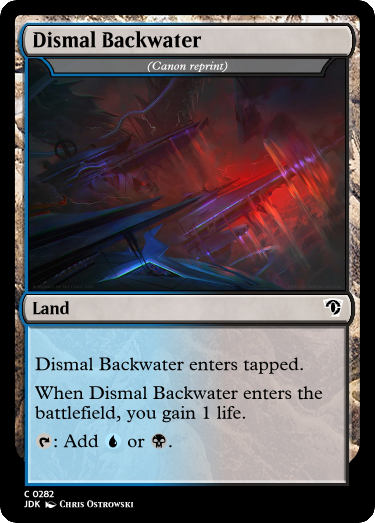 Dismal Backwater
(Canon reprint)
Land
Dismal Backwater enters tapped.
When Dismal Backwater enters the
battlefield, you gain 1 life.
: Add or .
C 0282
JDK Chris Ostrowski